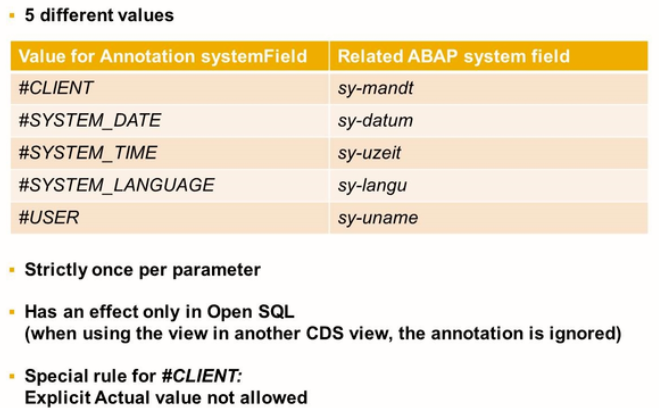 5 different values
Value for Annotation systemField Related ABAP system field
#CLIENT sy-mandt
#SYSTEM_DATE sy-datum
#SYSTEM_TIME sy-uzeit
#SYSTEM_LANGUAGE sy-langu
#USER sy-uname
Strictly once per parameter
Has an effect only in Open SQL
(when using the view in another CDS view, the annotation is ignored)
Special rule for #CLIENT:
Explicit Actual value not allowed